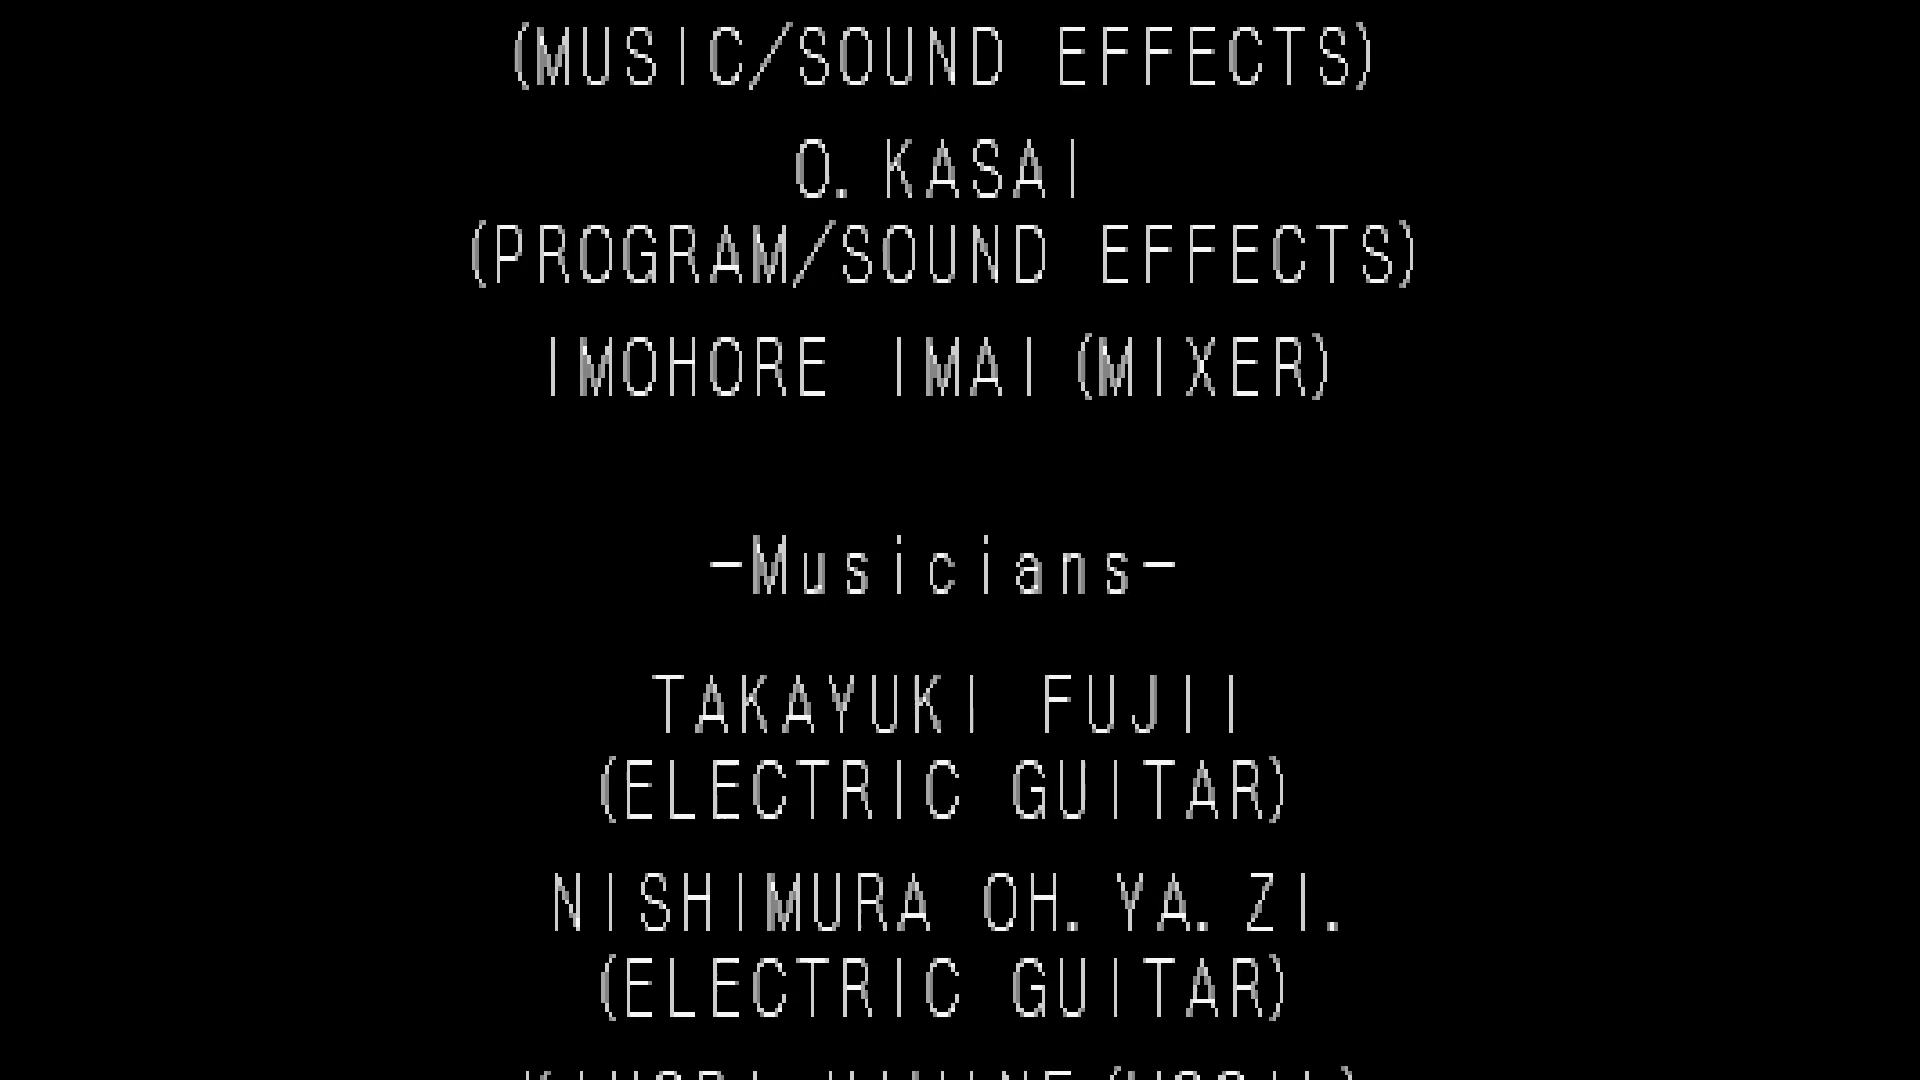 (MUSIC/SOUND EFFECTS)
O. KASAI
(PROGRAM/SOUND EFFECTS)
IMOHORE IMAI (MIXER)
-Musicians-
TAKAYUKI FUJII
(ELECTRIC GUITAR)
NISHIMURA OH. YA. ZI.
(ELECTRIC GUITAR)